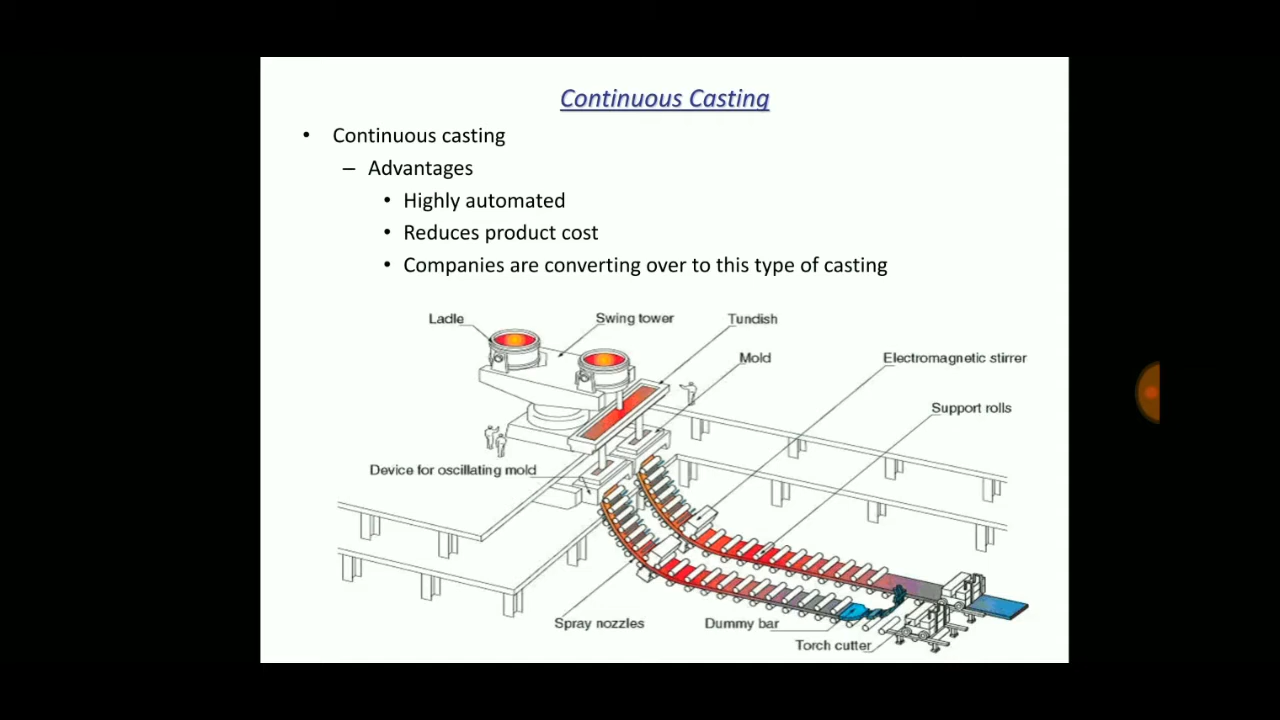 Continuous Casting
• Continuous casting
– Advantages
• Highly automated
• Reduces product cost
• Companies are converting over to this type of casting
Ladle
Swing tower
Tundish
Mold
Electromagnetic stirrer
Support rolls
Device for oscillating mold
Spray nozzles
Dummy bar
Torch cutter